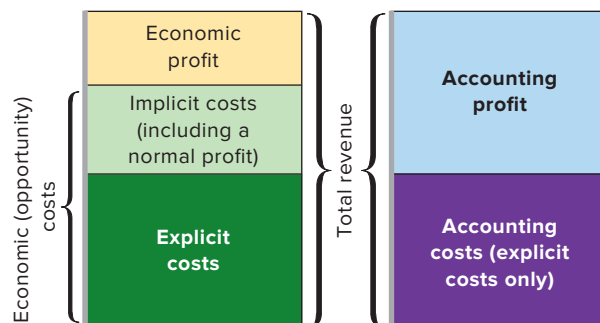 Economic
profit
Implicit costs
(including a
normal profit)
Explicit
costs
Economic (opportunity)
costs
Total revenue
Accounting
profit
Accounting
costs (explicit
costs only)